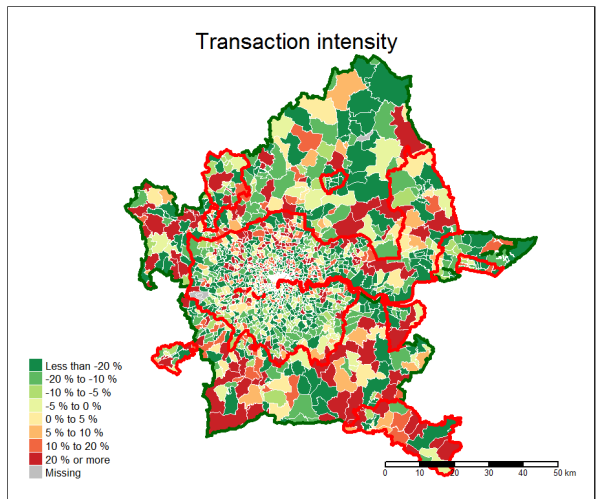 Transaction intensity
Less than -20 %
-20 % to -10 %
-10 % to -5 %
-5 % to 0 %
0 % to 5 %
5 % to 10 %
10 % to 20 %
20 % or more
Missing
0 10 20 30 40 50 km